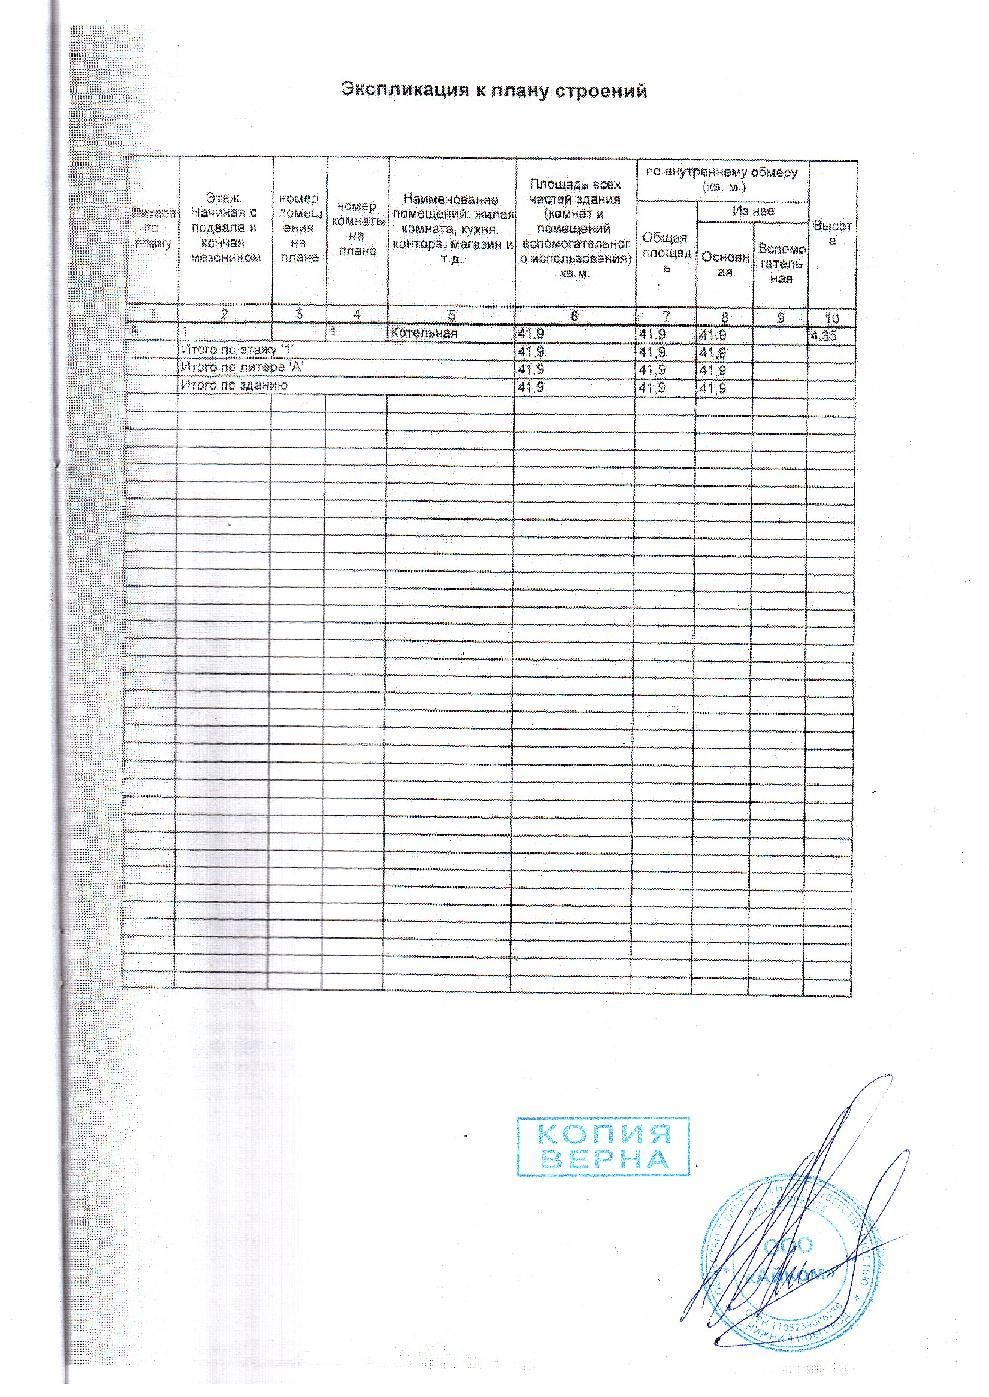 Экспликация к плану строений
Литера по плану
Этаж. Начиная с подвала и кончая мезонином
номер помещения на плане
номер комнаты на плане
Наименование помещений: жилая комната, кухня, контора, магазин и т.д.
Площадь всех частей здания (комнат и помещений вспомогательного использования) кв.м.
по внутреннему обмеру (кв. м.)
Из нее
Общая площадь
Основная
Вспомогательная
Высота
1 2 3 4 5 6 7 8 9 10
1 Котельная 41,9 41,9 41,9 4,35
Итого по этажу '1' 41,9 41,9 41,9
Итого по литере 'А' 41,9 41,9 41,9
Итого по зданию 41,9 41,9 41,9
КОПИЯ
ВЕРНА
ООО